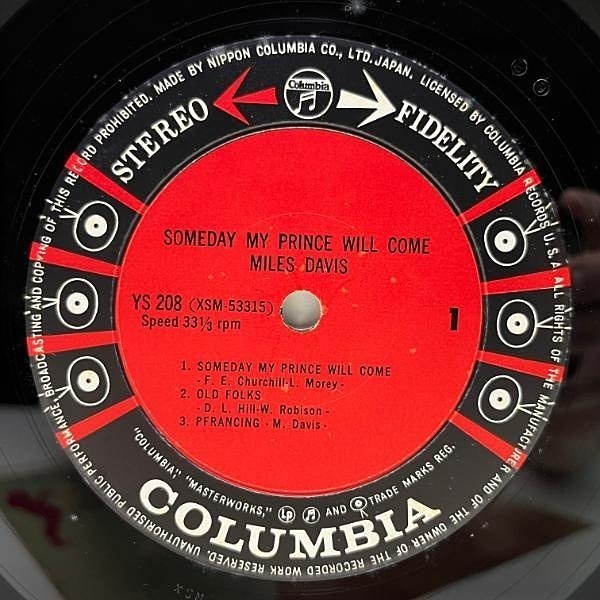 MADE BY NIPPON COLUMBIA CO., LTD. JAPAN. LICENSED BY COLUMBIA RECORDS U.S.A. ALL RIGHTS OF THE MANUFACTURER AND OF THE OWNER OF THE RECORDED WORK RESERVED. UNAUTHORISED PUBLIC PERFORMANCE, BROADCASTING AND COPYING OF THIS RECORD PROHIBITED.
STEREO
Columbia
FIDELITY
SOMEDAY MY PRINCE WILL COME
MILES DAVIS
YS 208 (XSM-53315)
Speed 33⅓ rpm
1
1. SOMEDAY MY PRINCE WILL COME
- F. E. Churchill-L. Morey -
2. OLD FOLKS
- D. L. Hill-W. Robison -
3. PFRANCING - M. Davis -
"COLUMBIA", "MASTERWORKS," LP AND TRADE MARKS REG.
COLUMBIA